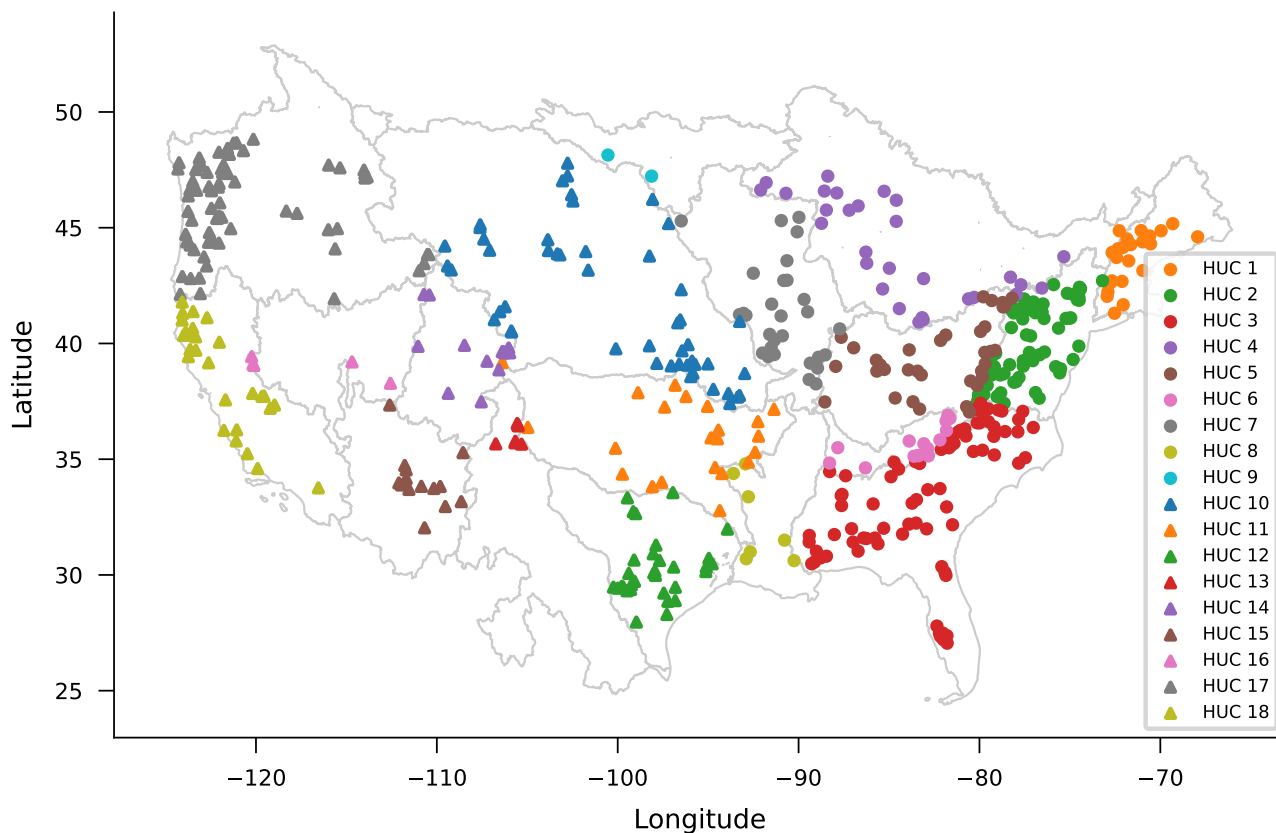 50
45
40
35
30
25
Latitude
−120
−110
−100
−90
−80
−70
Longitude
HUC 1
HUC 2
HUC 3
HUC 4
HUC 5
HUC 6
HUC 7
HUC 8
HUC 9
HUC 10
HUC 11
HUC 12
HUC 13
HUC 14
HUC 15
HUC 16
HUC 17
HUC 18